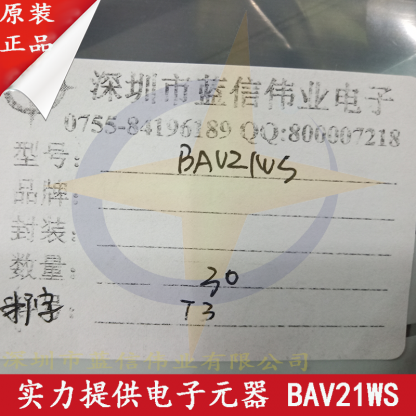 原装
正品
深圳市蓝信伟业电子
0755-84196189 QQ:800007218
型号: BAV21WS
品牌:
封装:
数量: 30
丝字 T3
深圳市蓝信伟业有限公司
实力提供电子元器 BAV21WS